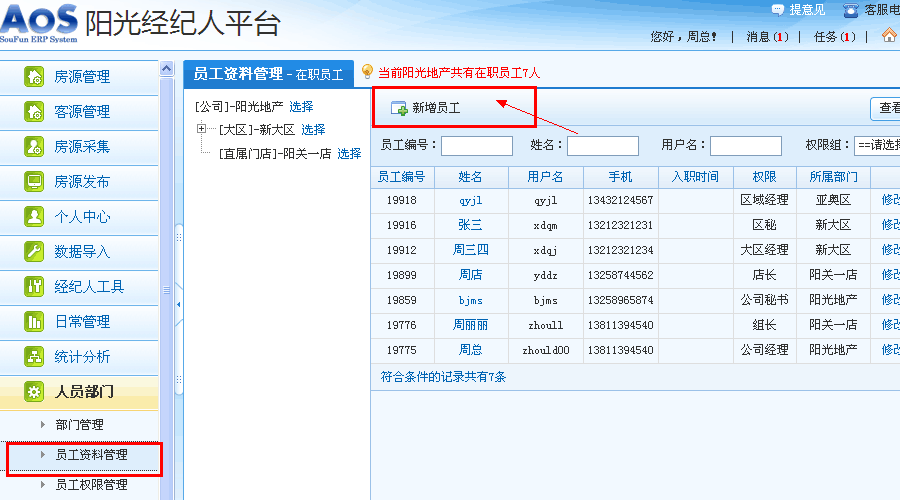 AOS 阳光经纪人平台
SouFun ERP System
提意见 客服电
您好，周总! | 消息(1) | 任务(1) |
房源管理
客源管理
房源采集
房源发布
个人中心
数据导入
经纪人工具
日常管理
统计分析
人员部门
部门管理
员工资料管理
员工权限管理
员工资料管理 - 在职员工
当前阳光地产共有在职员工7人
[公司]-阳光地产 选择
[大区]-新大区 选择
[直属门店]-阳关一店 选择
新增员工
查看
员工编号： 姓名： 用户名： 权限组： ==请选择
员工编号 姓名 用户名 手机 入职时间 权限 所属部门
19918 qyjl qyjl 13432124567 区域经理 亚奥区 修改
19916 张三 xdqm 13212321231 区秘 新大区 修改
19912 周三四 xdqj 13212321234 大区经理 新大区 修改
19899 周店 yddz 13258744562 店长 阳关一店 修改
19859 bjms bjms 13258965874 公司秘书 阳光地产 修改
19776 周丽丽 zhoull 13811394540 组长 阳关一店 修改
19775 周总 zhould00 13811394540 公司经理 阳光地产 修改
符合条件的记录共有7条